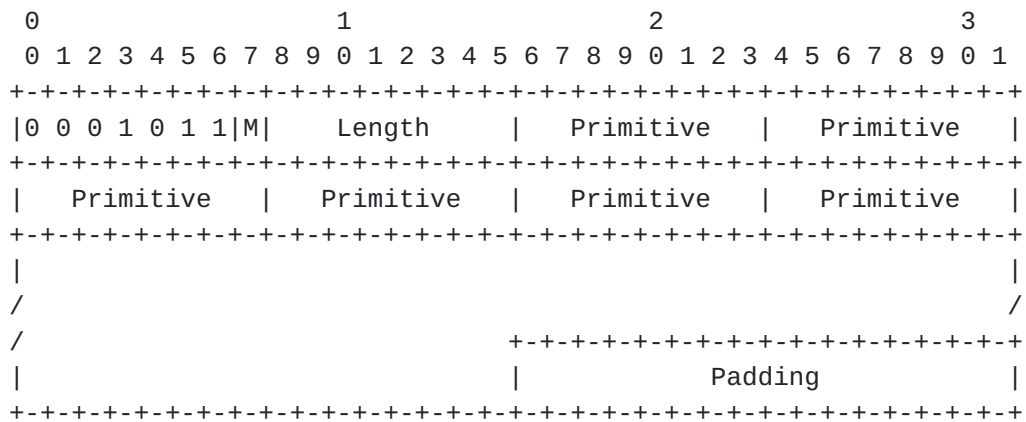 0                   1                   2                   3
 0 1 2 3 4 5 6 7 8 9 0 1 2 3 4 5 6 7 8 9 0 1 2 3 4 5 6 7 8 9 0 1
+-+-+-+-+-+-+-+-+-+-+-+-+-+-+-+-+-+-+-+-+-+-+-+-+-+-+-+-+-+-+-+-+
|0 0 0 1 0 1 1|M|    Length     |   Primitive   |   Primitive   |
+-+-+-+-+-+-+-+-+-+-+-+-+-+-+-+-+-+-+-+-+-+-+-+-+-+-+-+-+-+-+-+-+
|   Primitive   |   Primitive   |   Primitive   |   Primitive   |
+-+-+-+-+-+-+-+-+-+-+-+-+-+-+-+-+-+-+-+-+-+-+-+-+-+-+-+-+-+-+-+-+
|                                                               |
/                                                               /
/                               +-+-+-+-+-+-+-+-+-+-+-+-+-+-+-+-+
|                               |            Padding            |
+-+-+-+-+-+-+-+-+-+-+-+-+-+-+-+-+-+-+-+-+-+-+-+-+-+-+-+-+-+-+-+-+